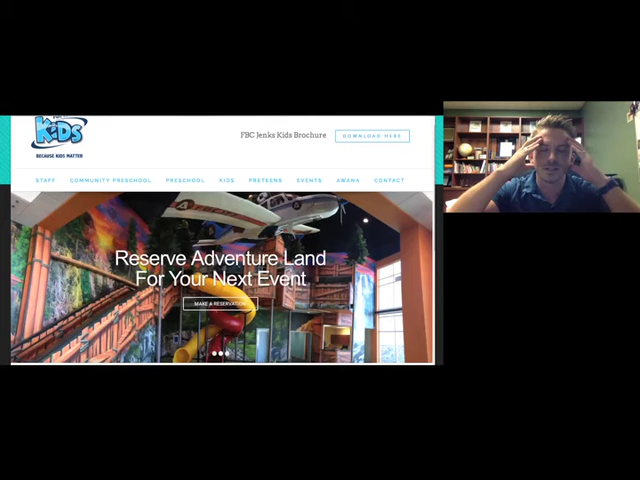 KiDS
BECAUSE KIDS MATTER
FBC Jenks Kids Brochure
DOWNLOAD HERE
STAFF COMMUNITY PRESCHOOL PRESCHOOL KIDS PRETEENS EVENTS AWANA CONTACT
Reserve Adventure Land
For Your Next Event
MAKE A RESERVATION